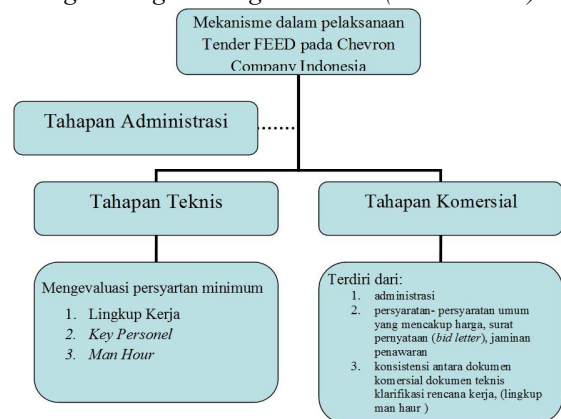 Mekanisme dalam pelaksanaan
Tender FEED pada Chevron
Company Indonesia
Tahapan Administrasi
Tahapan Teknis
Tahapan Komersial
Mengevaluasi persyartan minimum
1. Lingkup Kerja
2. Key Personel
3. Man Hour
Terdiri dari:
1. administrasi
2. persyaratan- persyaratan umum
yang mencakup harga, surat
pernyataan (bid letter), jaminan
penawaran
3. konsistensi antara dokumen
komersial dokumen teknis
klarifikasi rencana kerja, (lingkup
man haur )